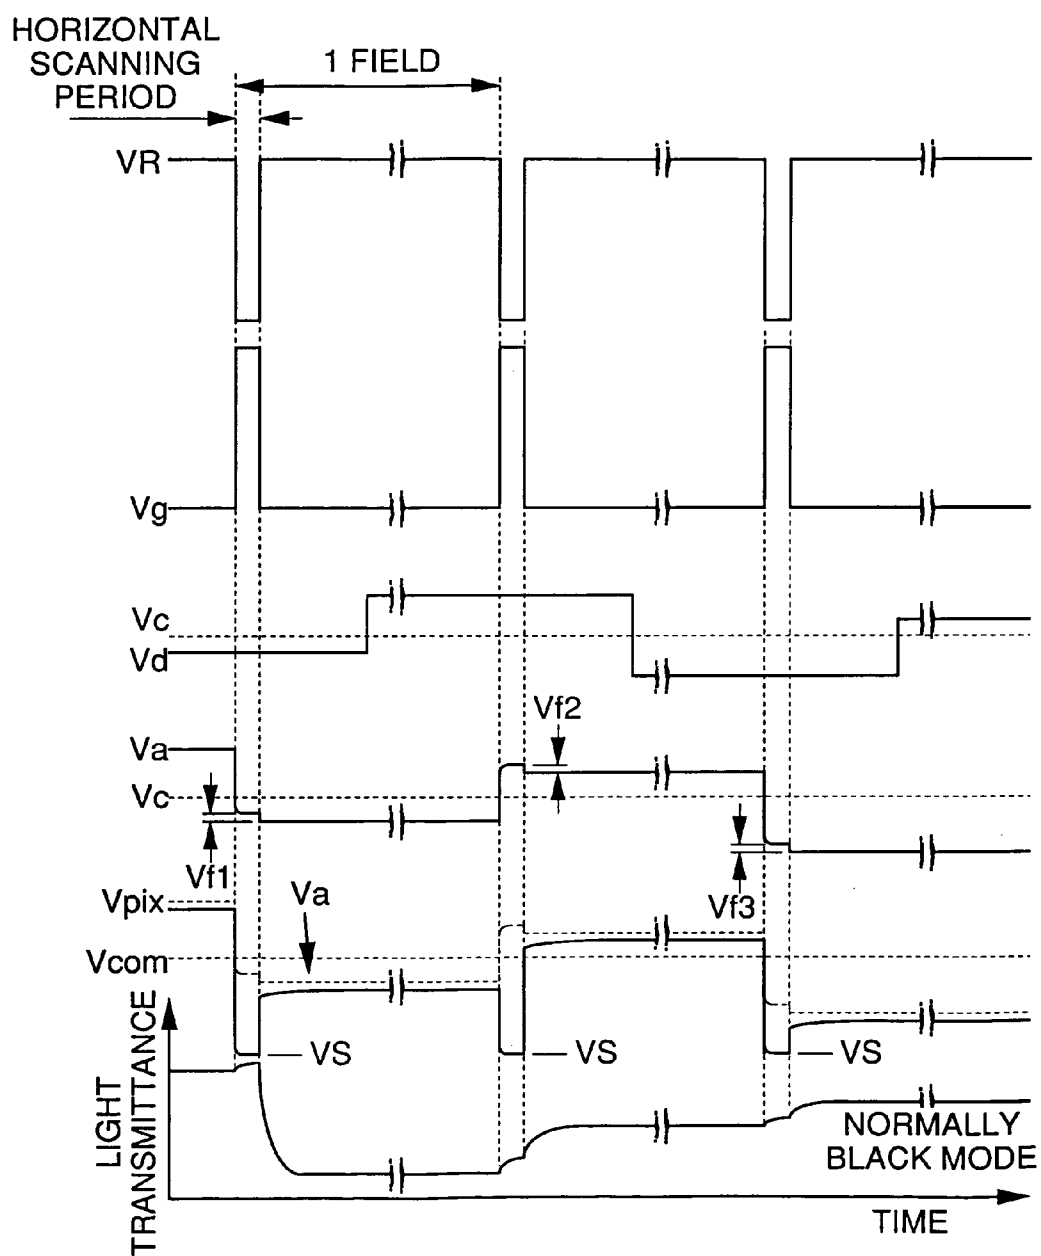 HORIZONTAL
SCANNING
PERIOD
1 FIELD
VR
Vg
Vc
Vd
Vf2
Va
Vc
Vf1
Vf3
Vpix
Va
Vcom
VS
VS
VS
LIGHT
TRANSMITTANCE
NORMALLY
BLACK MODE
TIME